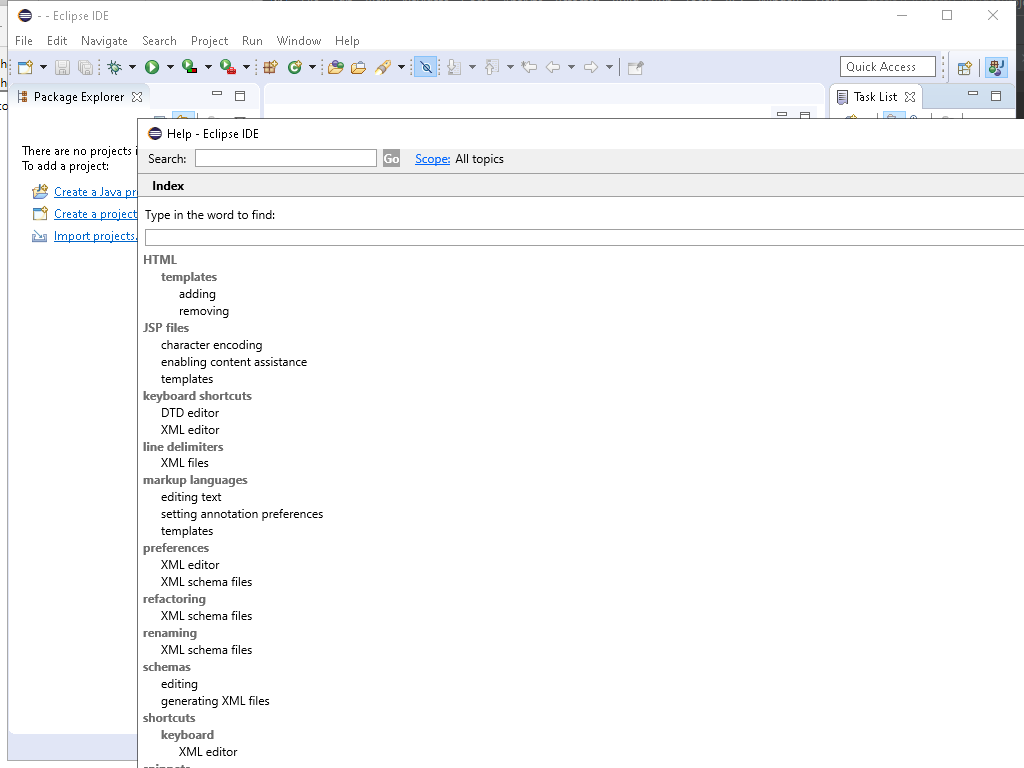 - - Eclipse IDE
File Edit Navigate Search Project Run Window Help
Quick Access
Package Explorer
Task List
There are no projects i
To add a project:
Create a Java pr
Create a project
Import projects.
Help - Eclipse IDE
Search: Go Scope: All topics
Index
Type in the word to find:
HTML
templates
adding
removing
JSP files
character encoding
enabling content assistance
templates
keyboard shortcuts
DTD editor
XML editor
line delimiters
XML files
markup languages
editing text
setting annotation preferences
templates
preferences
XML editor
XML schema files
refactoring
XML schema files
renaming
XML schema files
schemas
editing
generating XML files
shortcuts
keyboard
XML editor
snippets